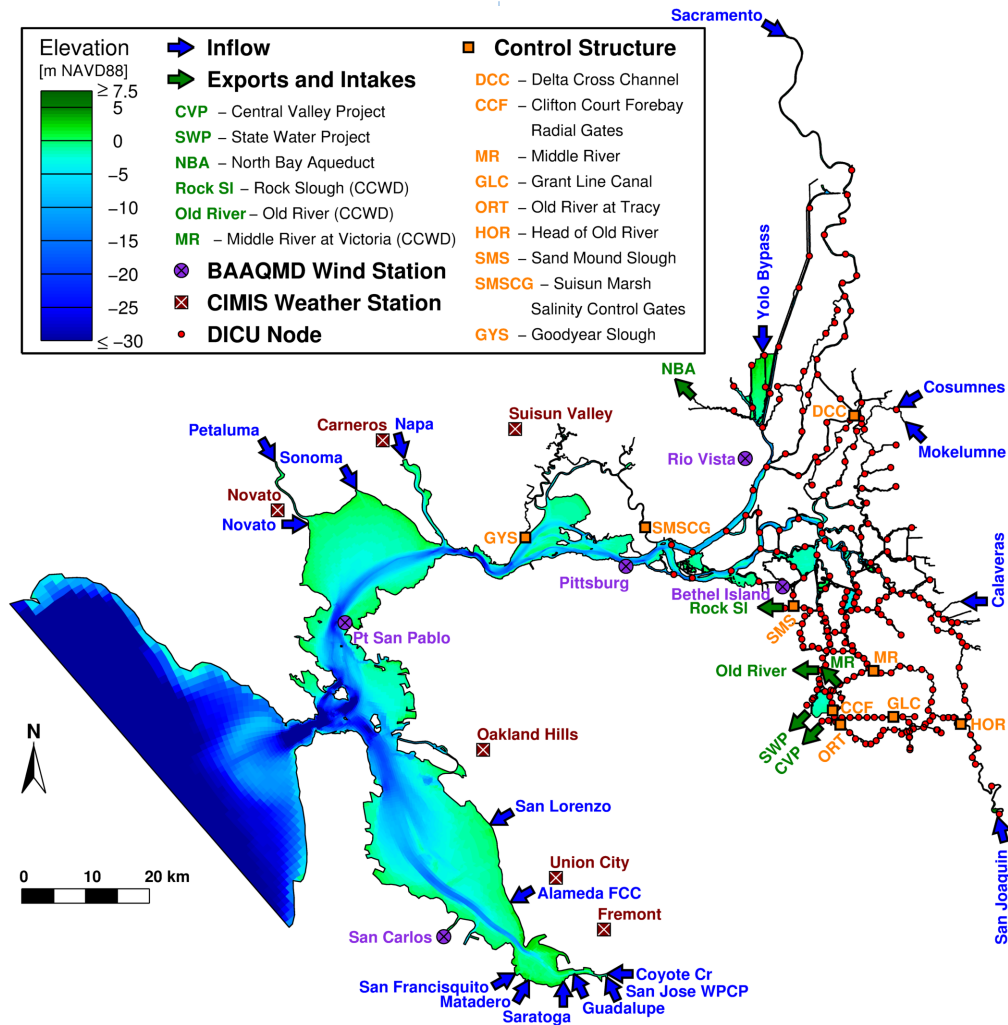 Sacramento
Elevation
[m NAVD88]
≥ 7.5
5
0
−5
−10
−15
−20
−25
≤ −30
Inflow
Exports and Intakes
CVP – Central Valley Project
SWP – State Water Project
NBA – North Bay Aqueduct
Rock Sl – Rock Slough (CCWD)
Old River – Old River (CCWD)
MR – Middle River at Victoria (CCWD)
BAAQMD Wind Station
CIMIS Weather Station
DICU Node
Control Structure
DCC – Delta Cross Channel
CCF – Clifton Court Forebay
Radial Gates
MR – Middle River
GLC – Grant Line Canal
ORT – Old River at Tracy
HOR – Head of Old River
SMS – Sand Mound Slough
SMSCG – Suisun Marsh
Salinity Control Gates
GYS – Goodyear Slough
Yolo Bypass
NBA
Cosumnes
DCC
Mokelumne
Suisun Valley
Carneros
Napa
Petaluma
Sonoma
Rio Vista
Novato
Novato
SMSCG
GYS
Pittsburg
Bethel Island
Calaveras
Rock Sl
SMS
Pt San Pablo
Old River
MR
MR
CCF
GLC
HOR
SWP
CVP
ORT
Oakland Hills
N
San Lorenzo
San Joaquin
0 10 20 km
Union City
Alameda FCC
Fremont
San Carlos
San Francisquito
Matadero
Saratoga
Guadalupe
San Jose WPCP
Coyote Cr